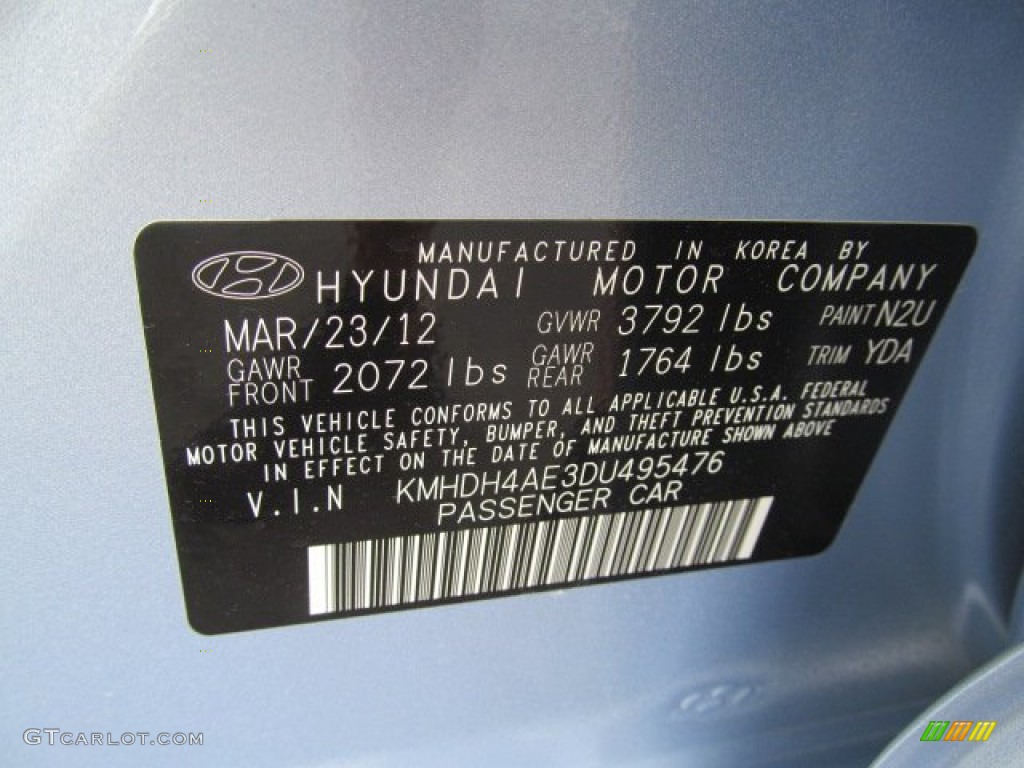 MANUFACTURED IN KOREA BY
HYUNDAI MOTOR COMPANY
MAR/23/12 GVWR 3792 lbs PAINT N2U
GAWR FRONT 2072 lbs GAWR REAR 1764 lbs TRIM YDA
THIS VEHICLE CONFORMS TO ALL APPLICABLE U.S.A. FEDERAL
MOTOR VEHICLE SAFETY, BUMPER, AND THEFT PREVENTION STANDARDS
IN EFFECT ON THE DATE OF MANUFACTURE SHOWN ABOVE
V.I.N KMHDH4AE3DU495476
PASSENGER CAR
GTCARLOT.COM